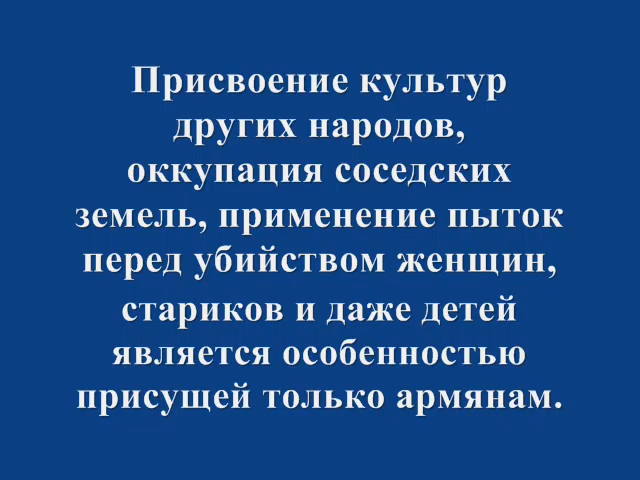 Присвоение культур
других народов,
оккупация соседских
земель, применение пыток
перед убийством женщин,
стариков и даже детей
является особенностью
присущей только армянам.